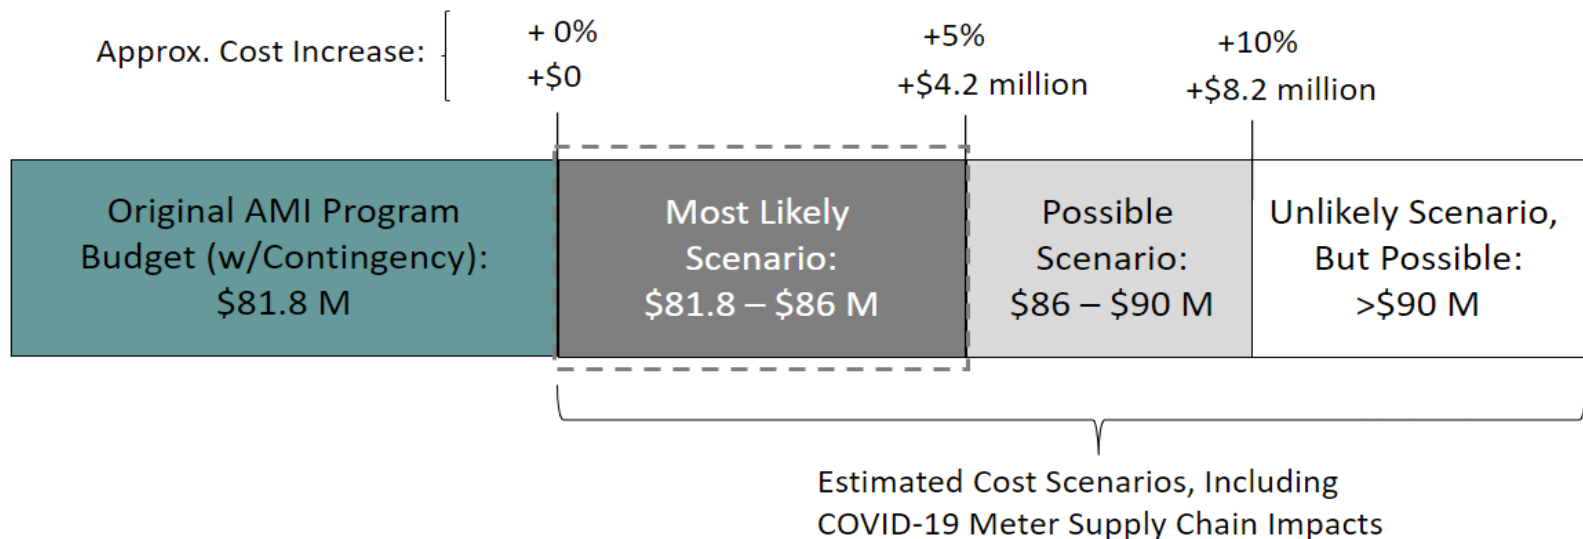 Approx. Cost Increase:
+ 0%
+$0
+5%
+$4.2 million
+10%
+$8.2 million
Original AMI Program
Budget (w/Contingency):
$81.8 M
Most Likely
Scenario:
$81.8 – $86 M
Possible
Scenario:
$86 – $90 M
Unlikely Scenario,
But Possible:
>$90 M
Estimated Cost Scenarios, Including
COVID-19 Meter Supply Chain Impacts